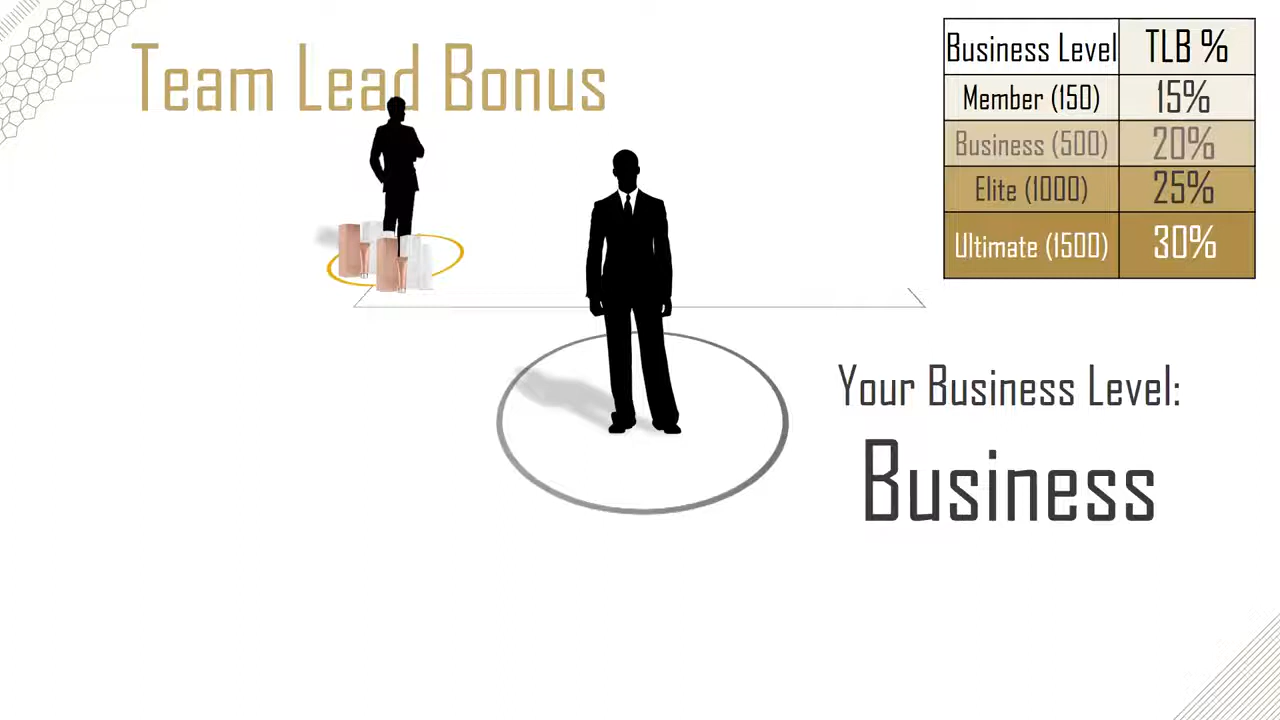 Team Lead Bonus
Business Level TLB %
Member (150) 15%
Business (500) 20%
Elite (1000) 25%
Ultimate (1500) 30%
Your Business Level:
Business